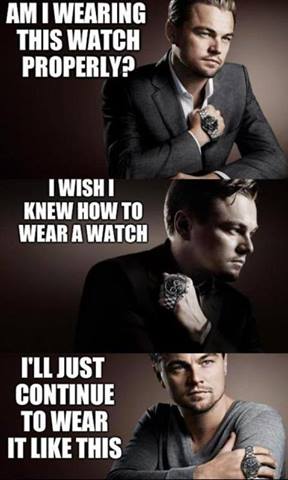 AM I WEARING
THIS WATCH
PROPERLY?
I WISH I
KNEW HOW TO
WEAR A WATCH
I'LL JUST
CONTINUE
TO WEAR
IT LIKE THIS